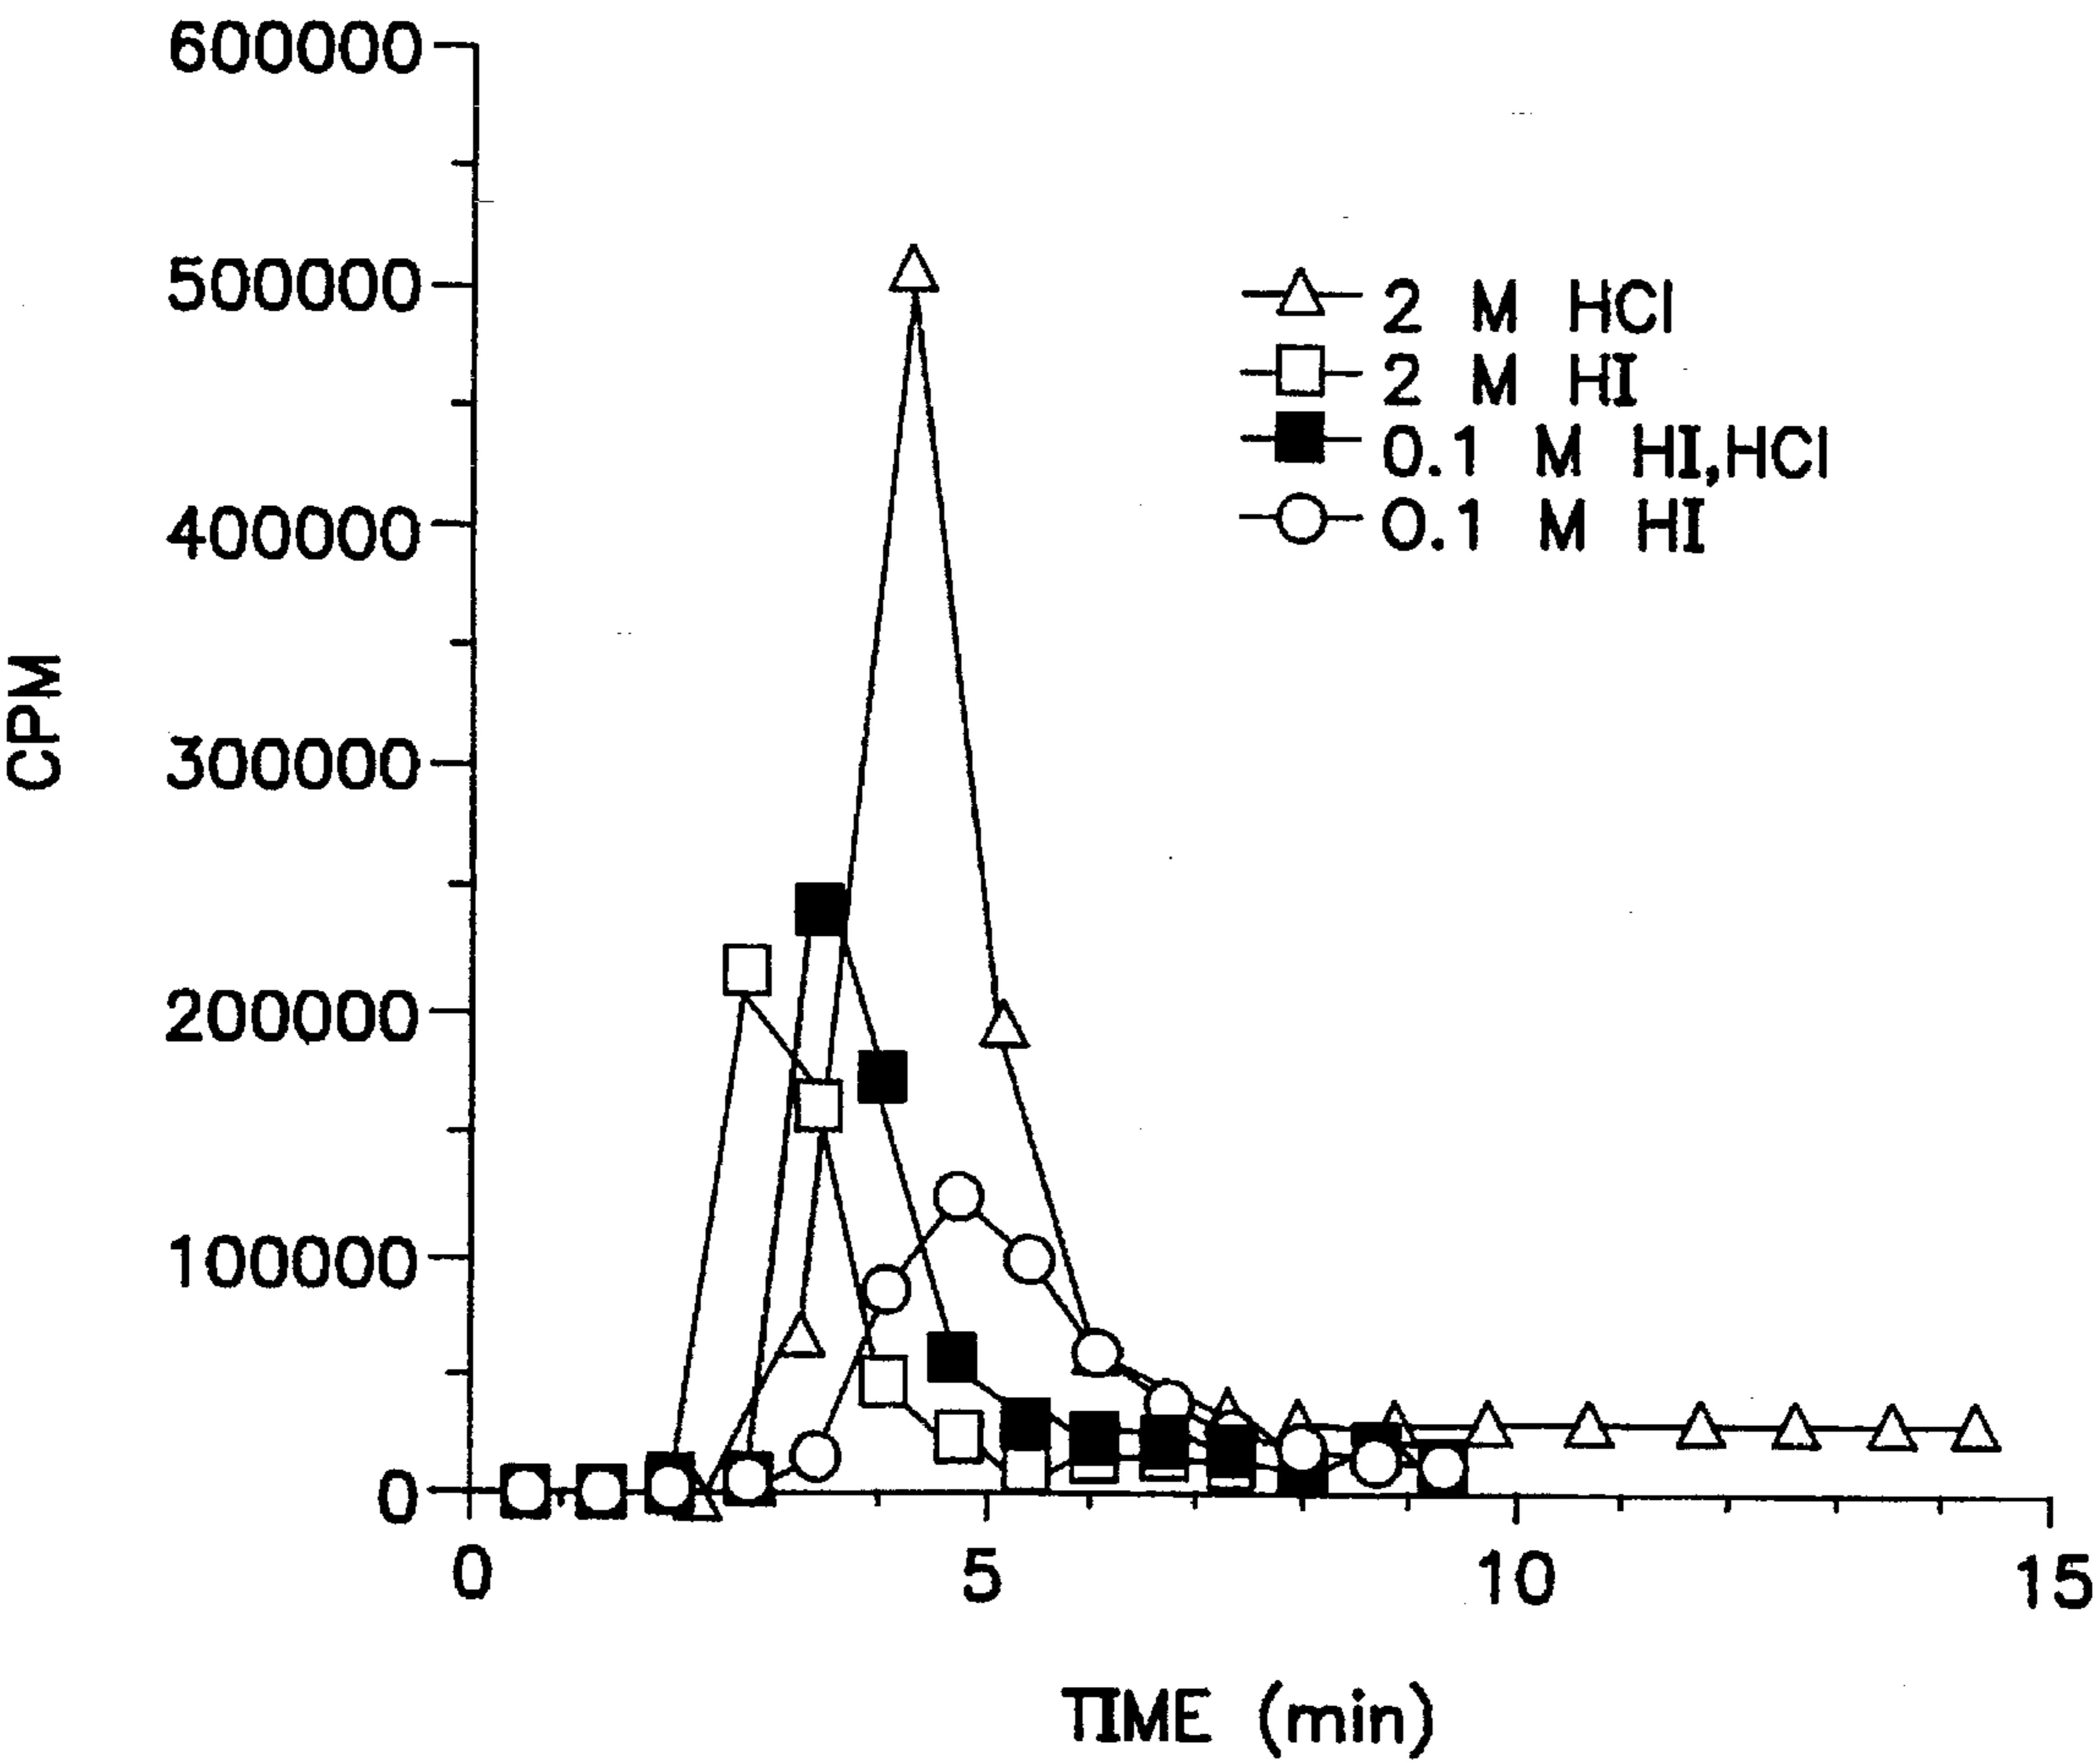 600000
500000
400000
300000
200000
100000
0
CPM
2 M HCl
2 M HI
0.1 M HI,HCl
0.1 M HI
0 5 10 15
TIME (min)